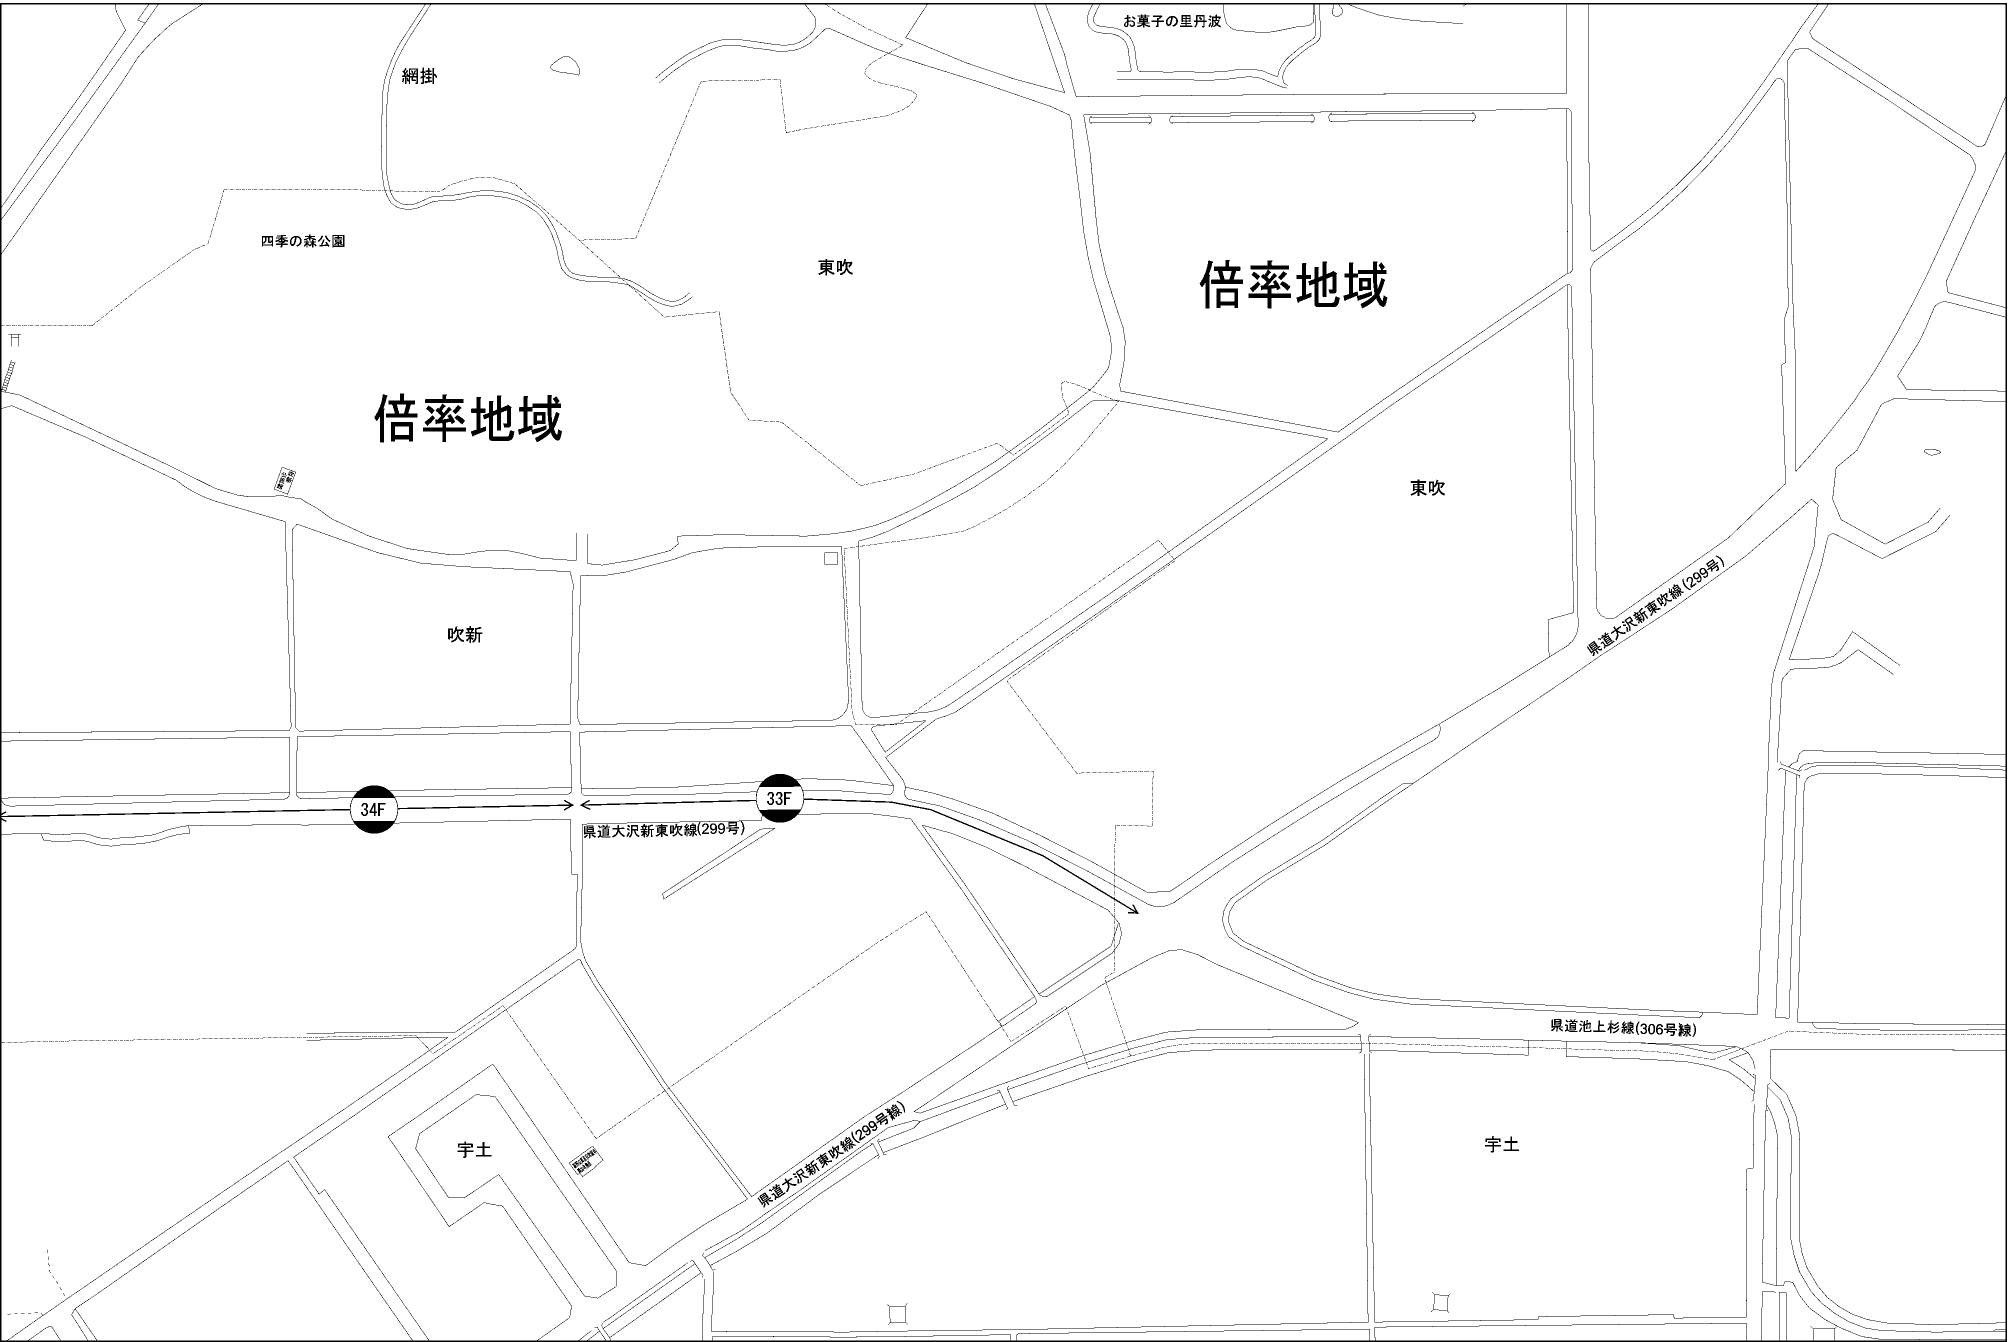 お菓子の里丹波
網掛
四季の森公園
東吹
倍率地域
倍率地域
東吹
県道大沢新東吹線(299号)
吹新
33F
34F
県道大沢新東吹線(299号)
県道池上杉線(306号線)
県道大沢新東吹線(299号線)
宇土
宇土